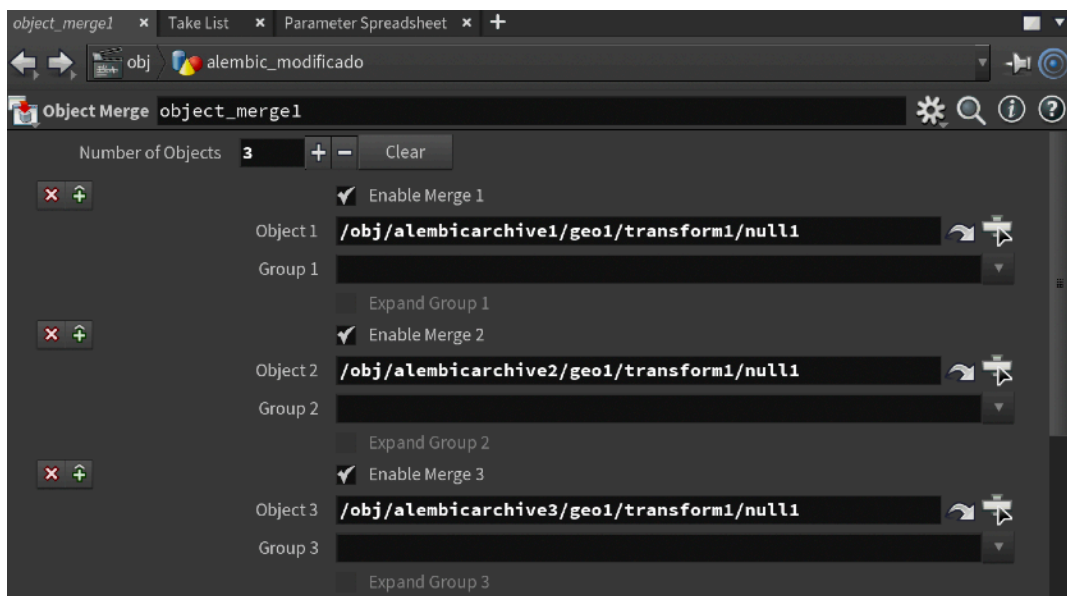 object_merge1 Take List Parameter Spreadsheet
obj alembic_modificado
Object Merge object_merge1
Number of Objects 3 Clear
Enable Merge 1
Object 1 /obj/alembicarchive1/geo1/transform1/null1
Group 1
Expand Group 1
Enable Merge 2
Object 2 /obj/alembicarchive2/geo1/transform1/null1
Group 2
Expand Group 2
Enable Merge 3
Object 3 /obj/alembicarchive3/geo1/transform1/null1
Group 3
Expand Group 3